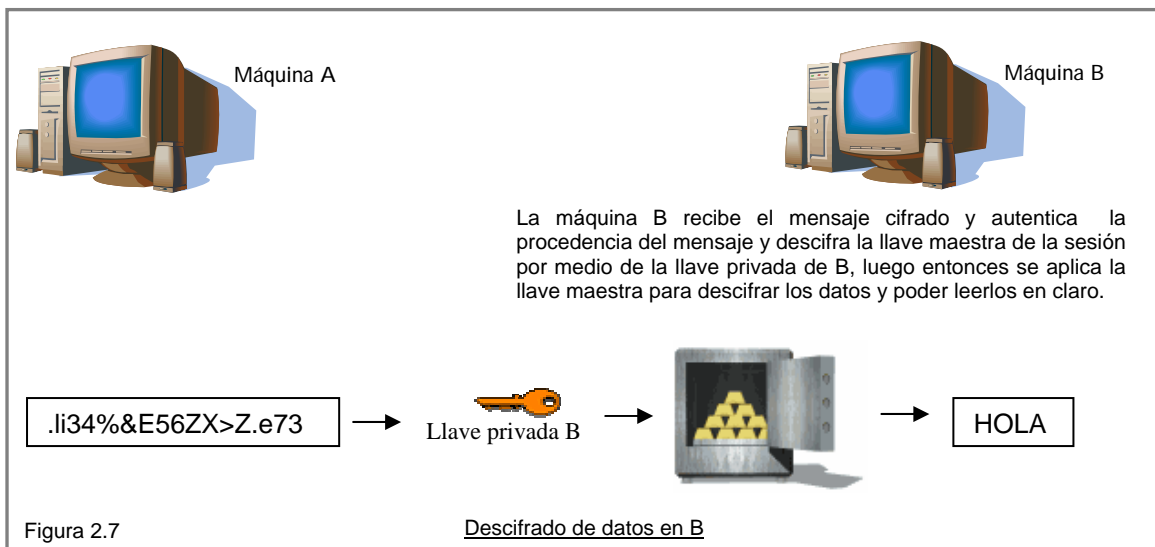 Máquina A
Máquina B
La máquina B recibe el mensaje cifrado y autentica la
procedencia del mensaje y descifra la llave maestra de la sesión
por medio de la llave privada de B, luego entonces se aplica la
llave maestra para descifrar los datos y poder leerlos en claro.
.li34%&E56ZX>Z.e73
Llave privada B
HOLA
Figura 2.7
Descifrado de datos en B